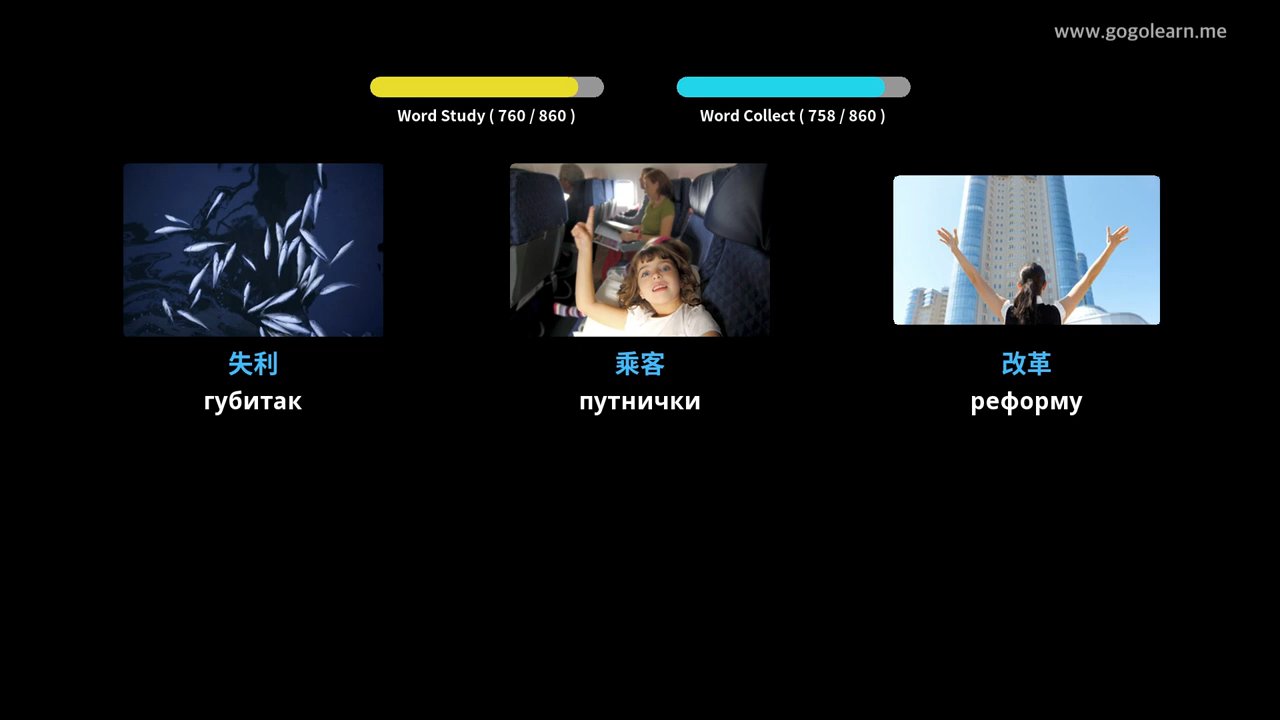 www.gogolearn.me
Word Study ( 760 / 860 )
Word Collect ( 758 / 860 )
失利
乘客
改革
губитак
путнички
реформу